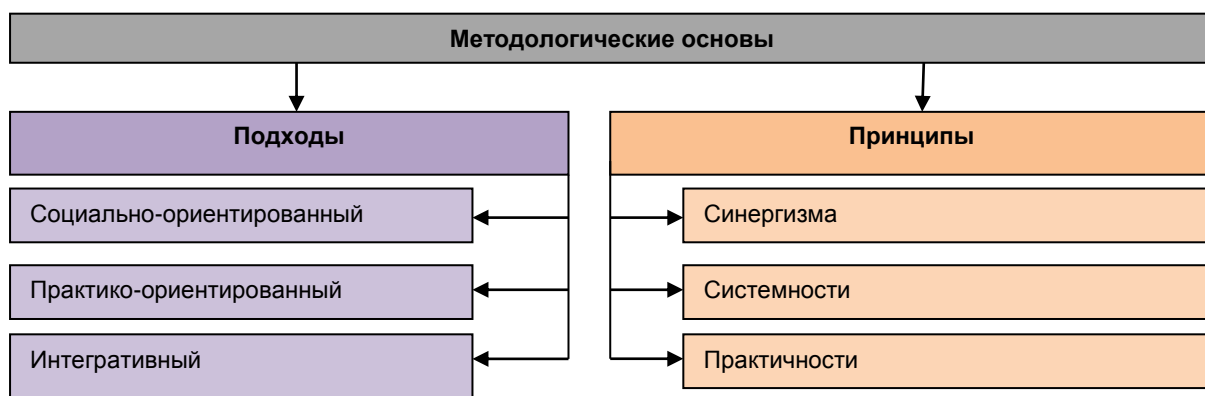 Методологические основы
Подходы
Принципы
Социально-ориентированный
Синергизма
Практико-ориентированный
Системности
Интегративный
Практичности